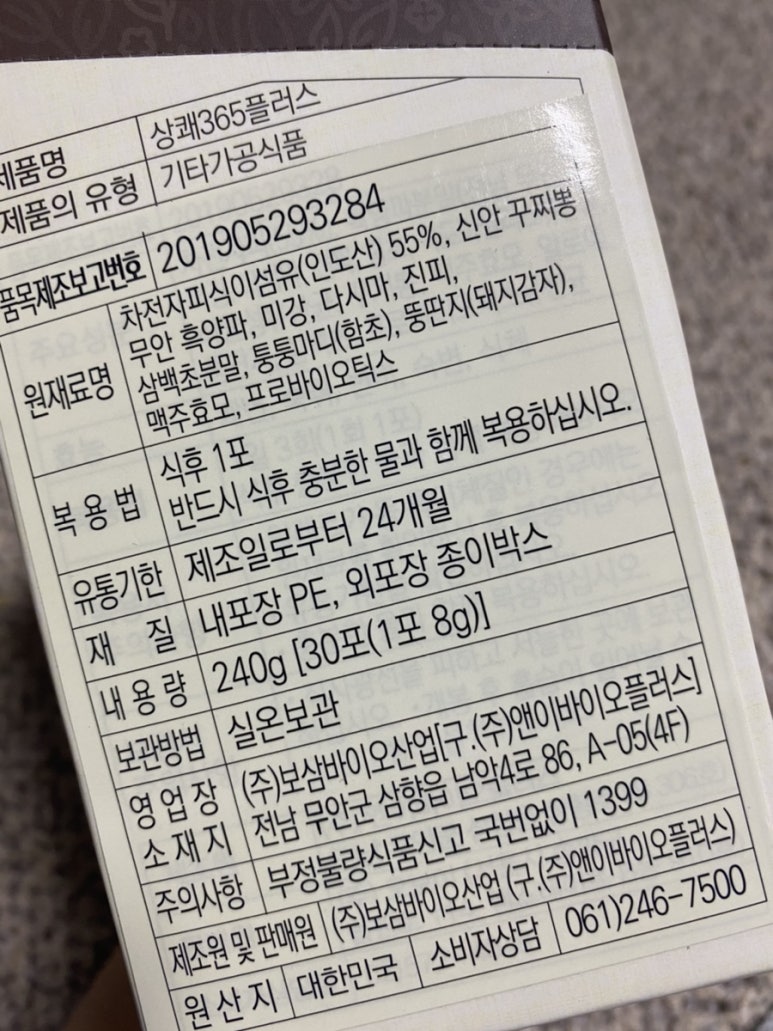 제품명 상쾌365플러스
제품의 유형 기타가공식품
품목제조보고번호 201905293284
원재료명 차전자피식이섬유(인도산) 55%, 신안 꾸찌뽕
무안 흑양파, 미강, 다시마, 진피,
삼백초분말, 퉁퉁마디(함초), 뚱딴지(돼지감자),
맥주효모, 프로바이오틱스
복용법 식후 1포
반드시 식후 충분한 물과 함께 복용하십시오.
유통기한 제조일로부터 24개월
재질 내포장 PE, 외포장 종이박스
내용량 240g [30포(1포 8g)]
보관방법 실온보관
영업장 (주)보삼바이오산업[구.(주)앤이바이오플러스]
소재지 전남 무안군 삼향읍 남악4로 86, A-05(4F)
주의사항 부정불량식품신고 국번없이 1399
제조원 및 판매원 (주)보삼바이오산업 (구.(주)앤이바이오플러스)
원산지 대한민국 소비자상담 061)246-7500